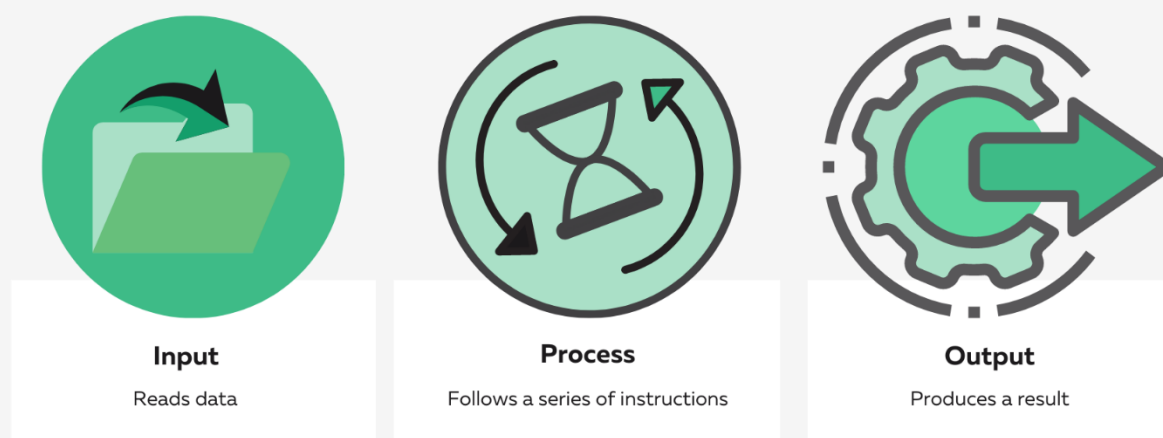 Input
Reads data
Process
Follows a series of instructions
Output
Produces a result